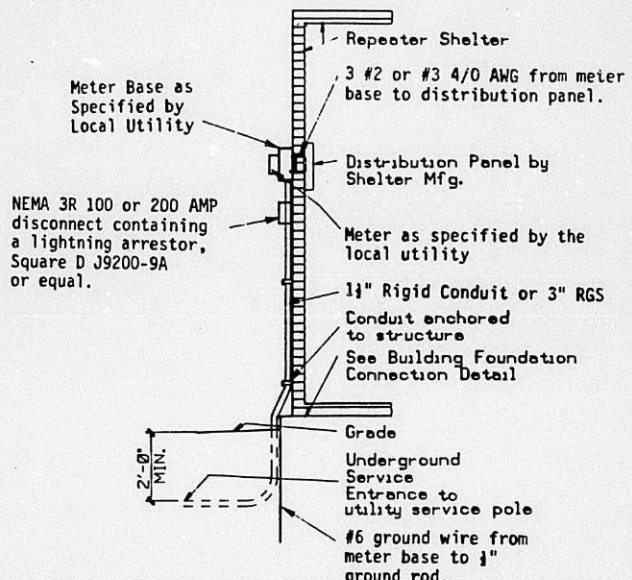 Repeater Shelter
3 #2 or #3 4/0 AWG from meter
base to distribution panel.
Meter Base as
Specified by
Local Utility
Distribution Panel by
Shelter Mfg.
NEMA 3R 100 or 200 AMP
disconnect containing
a lightning arrestor,
Square D J9200-9A
or equal.
Meter as specified by the
local utility
Rigid Conduit or 3" RGS
Conduit anchored
to structure
See Building Foundation
Connection Detail
Grade
2'-0"
MIN.
Underground
Service
Entrance to
utility service pole
#6 ground wire from
meter base to
ground rod.